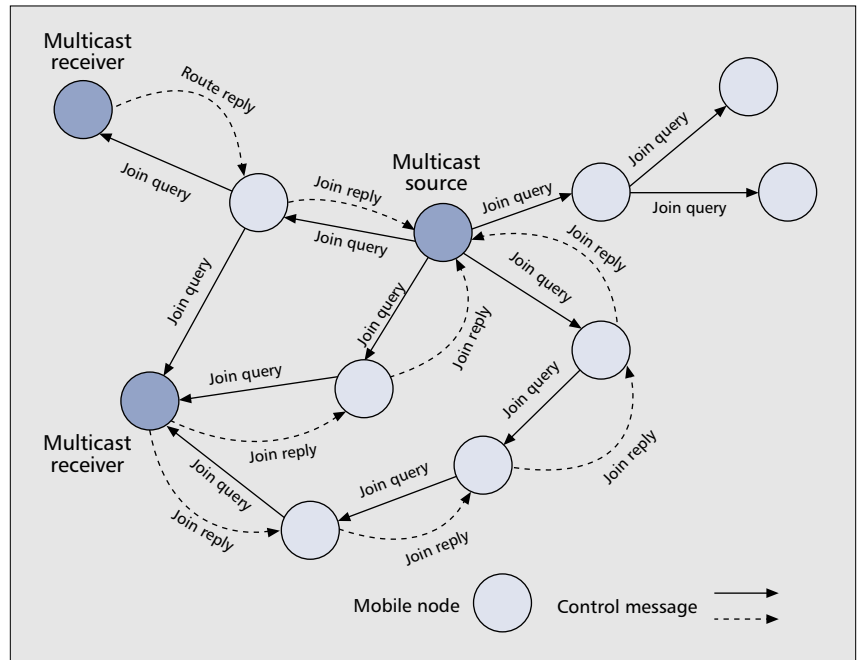 Multicast
receiver
Route reply
Join query
Multicast
source
Join reply
Join query
Join query
Join query
Join query
Join reply
Join query
Join query
Join query
Join reply
Join query
Join query
Multicast
receiver
Join reply
Join query
Join query
Join reply
Join reply
Join reply
Mobile node
Control message